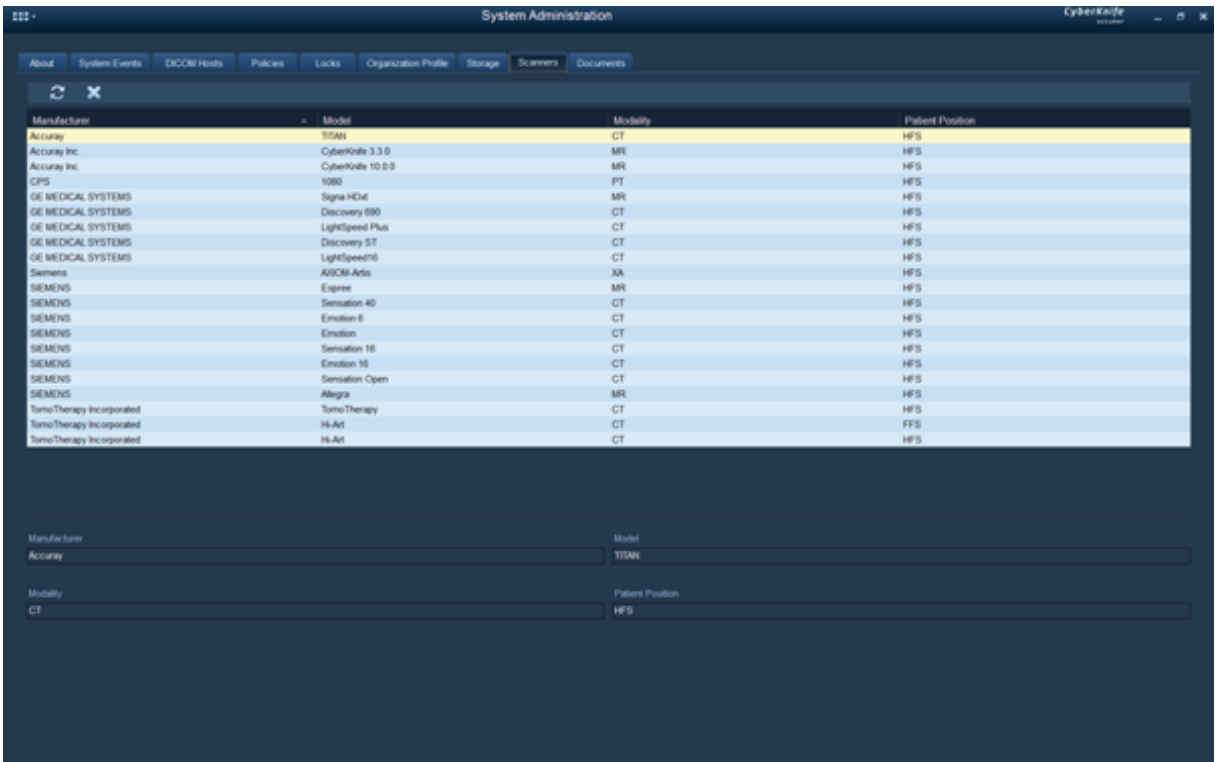 System Administration CyberKnife
ACCURAY
About System Events DICOM Hosts Policies Locks Organization Profile Storage Scanners Documents
Manufacturer Model Modality Patient Position
Accuray TITAN CT HFS
Accuray Inc. CyberKnife 3.3.0 MR HFS
Accuray Inc. CyberKnife 10.0.0 MR HFS
CPS 1080 PT HFS
GE MEDICAL SYSTEMS Signa HDxt MR HFS
GE MEDICAL SYSTEMS Discovery 690 CT HFS
GE MEDICAL SYSTEMS LightSpeed Plus CT HFS
GE MEDICAL SYSTEMS Discovery ST CT HFS
GE MEDICAL SYSTEMS LightSpeed16 CT HFS
Siemens AXIOM-Artis XA HFS
SIEMENS Espree MR HFS
SIEMENS Sensation 40 CT HFS
SIEMENS Emotion 6 CT HFS
SIEMENS Emotion CT HFS
SIEMENS Sensation 16 CT HFS
SIEMENS Emotion 16 CT HFS
SIEMENS Sensation Open CT HFS
SIEMENS Allegra MR HFS
TomoTherapy Incorporated TomoTherapy CT HFS
TomoTherapy Incorporated Hi-Art CT FFS
TomoTherapy Incorporated Hi-Art CT HFS
Manufacturer Model
Accuray TITAN
Modality Patient Position
CT HFS